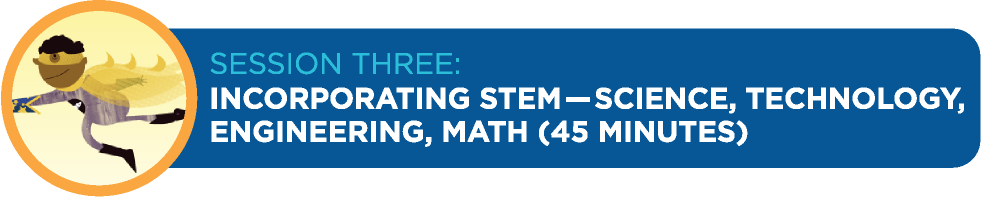 SESSION THREE:
INCORPORATING STEM—SCIENCE, TECHNOLOGY,
ENGINEERING, MATH (45 MINUTES)